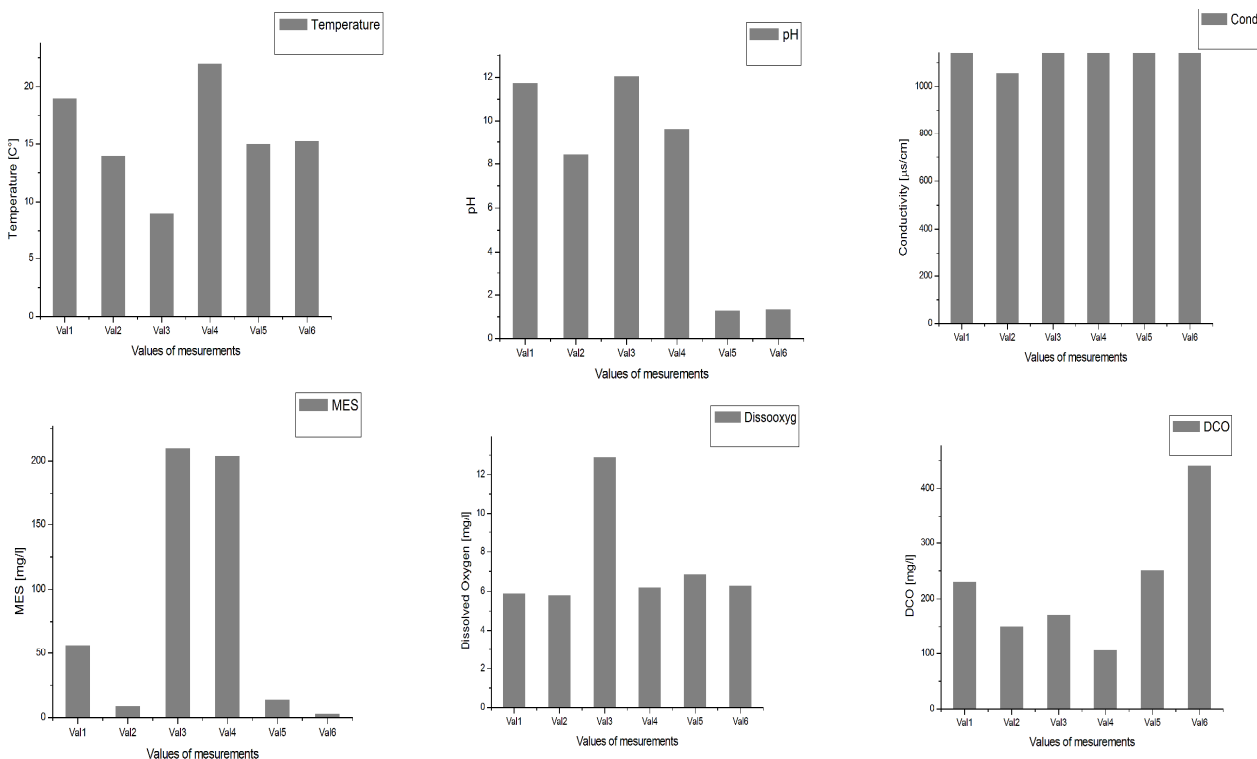 Temperature
Temperature [C°]
20
15
10
5
0
Val1 Val2 Val3 Val4 Val5 Val6
Values of mesurements
pH
pH
12
10
8
6
4
2
0
Val1 Val2 Val3 Val4 Val5 Val6
Values of mesurements
Cond
Conductivity [µs/cm]
1000
800
600
400
200
0
Val1 Val2 Val3 Val4 Val5 Val6
Values of mesurements
MES
MES [mg/l]
200
150
100
50
0
Val1 Val2 Val3 Val4 Val5 Val6
Values of mesurements
Dissooxyg
Dissolved Oxygen [mg/l]
12
10
8
6
4
2
0
Val1 Val2 Val3 Val4 Val5 Val6
Values of mesurements
DCO
DCO [mg/l]
400
300
200
100
0
Val1 Val2 Val3 Val4 Val5 Val6
Values of mesurements